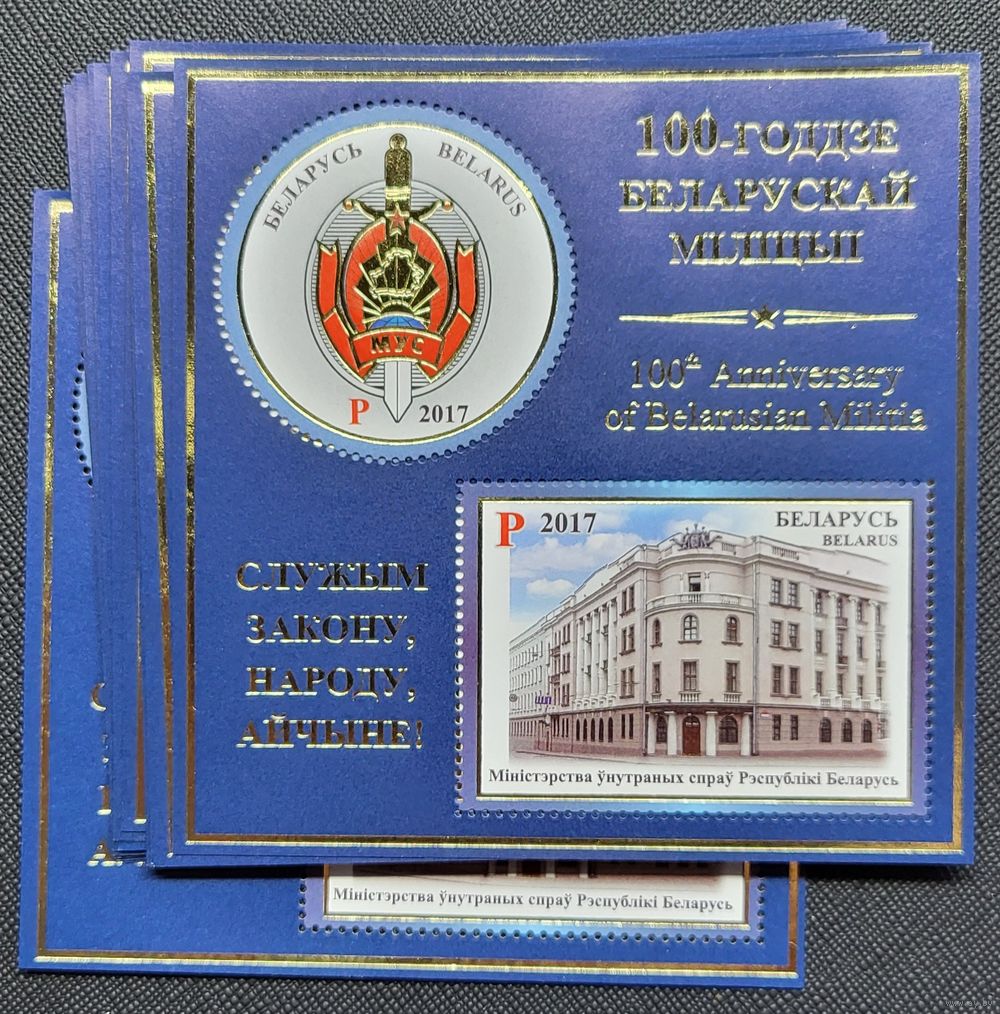 БЕЛАРУСЬ BELARUS
МУС
Р 2017
100-ГОДДЗЕ
БЕЛАРУСКАЙ
МІЛІЦЫІ
100th Anniversary
of Belarusian Militia
СЛУЖЫМ
ЗАКОНУ,
НАРОДУ,
АЙЧЫНЕ!
Р 2017
БЕЛАРУСЬ
BELARUS
Міністэрства ўнутраных спраў Рэспублікі Беларусь
Міністэрства ўнутраных спраў Рэспублікі Беларусь